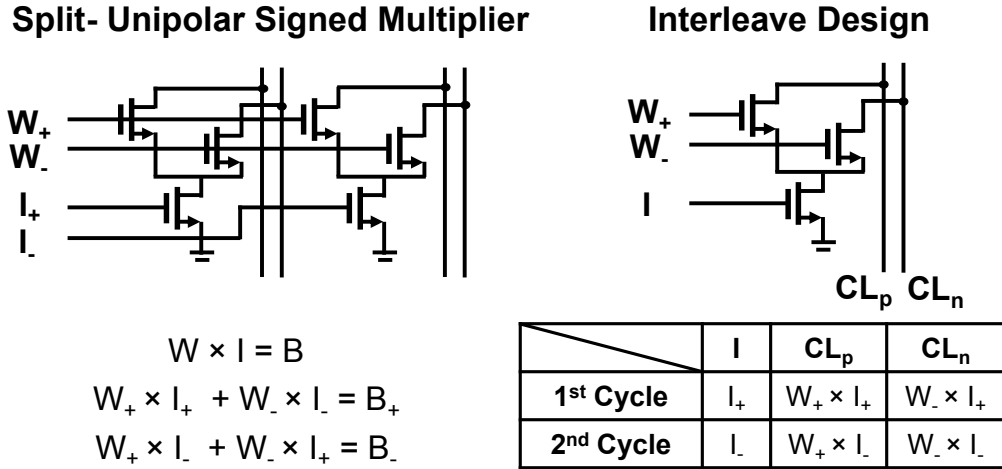 Split- Unipolar Signed Multiplier
Interleave Design
W₊
W₋
I₊
I₋
W₊
W₋
I
CLₚ CLₙ
W × I = B
W₊ × I₊ + W₋ × I₋ = B₊
W₊ × I₋ + W₋ × I₊ = B₋
I CLₚ CLₙ
1ˢᵗ Cycle I₊ W₊ × I₊ W₋ × I₊
2ⁿᵈ Cycle I₋ W₊ × I₋ W₋ × I₋